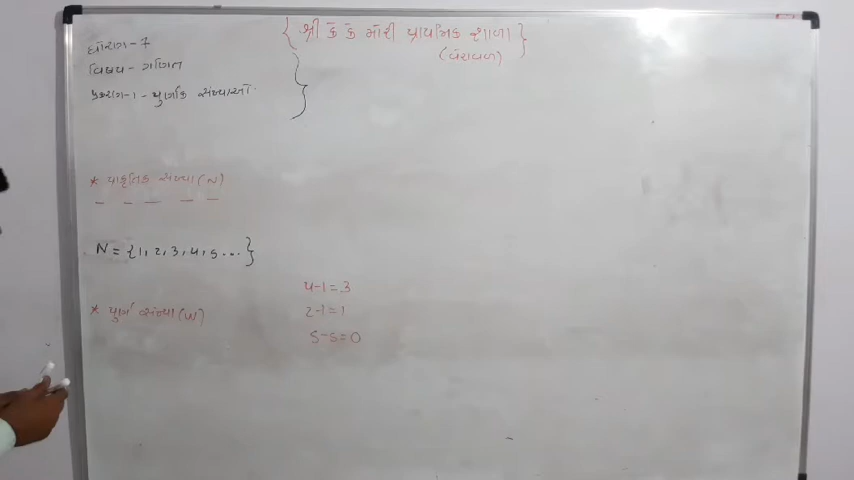 શ્રી કે કે મોરી પ્રાથમિક શાળા
(વેરાવળ)
ધોરણ-7
વિષય - ગણિત
પ્રકરણ-1 - પુર્ણાંક સંખ્યાઓ
* પ્રાકૃતિક સંખ્યા (N)
N = {1, 2, 3, 4, 5...}
* પુર્ણ સંખ્યા (W)
4-1=3
2-1=1
5-5=0